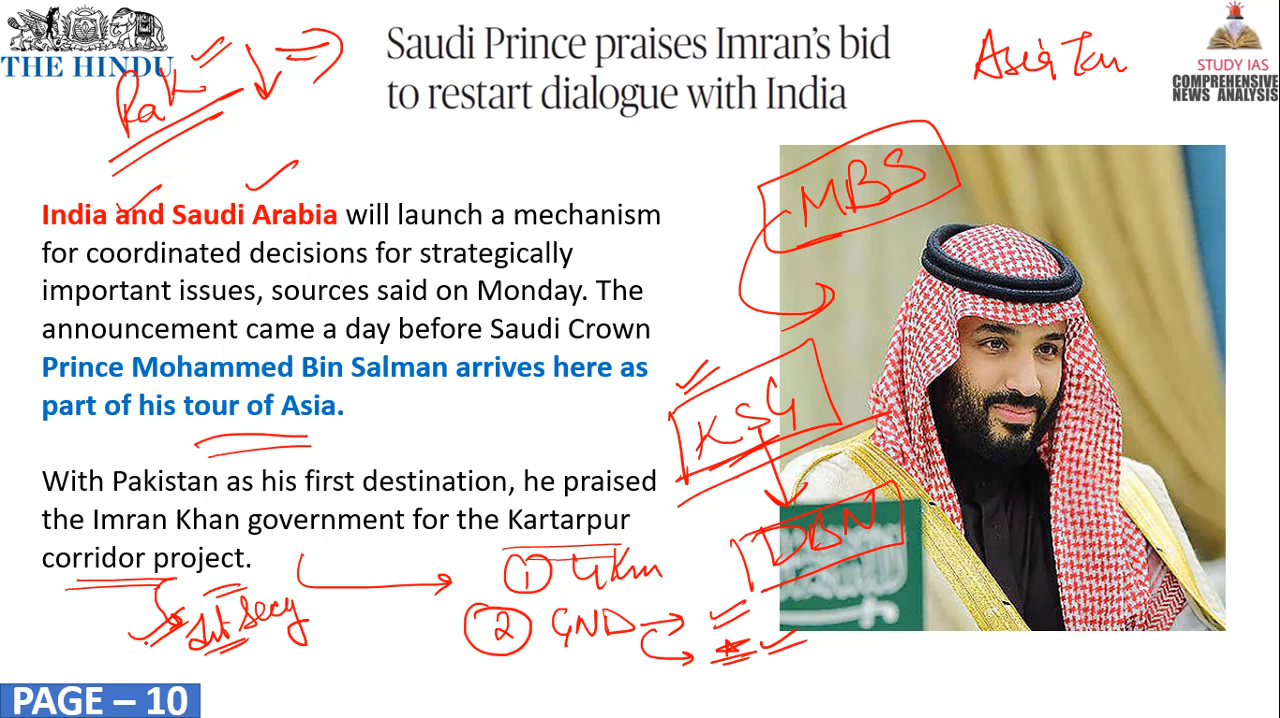 THE HINDU
Saudi Prince praises Imran's bid
to restart dialogue with India
STUDY IAS
COMPREHENSIVE
NEWS ANALYSIS
Pak
Asia
MBS
India and Saudi Arabia will launch a mechanism
for coordinated decisions for strategically
important issues, sources said on Monday. The
announcement came a day before Saudi Crown
Prince Mohammed Bin Salman arrives here as
part of his tour of Asia.
KSG
DBN
With Pakistan as his first destination, he praised
the Imran Khan government for the Kartarpur
corridor project.
1 4 Km
2 GND
PAGE – 10